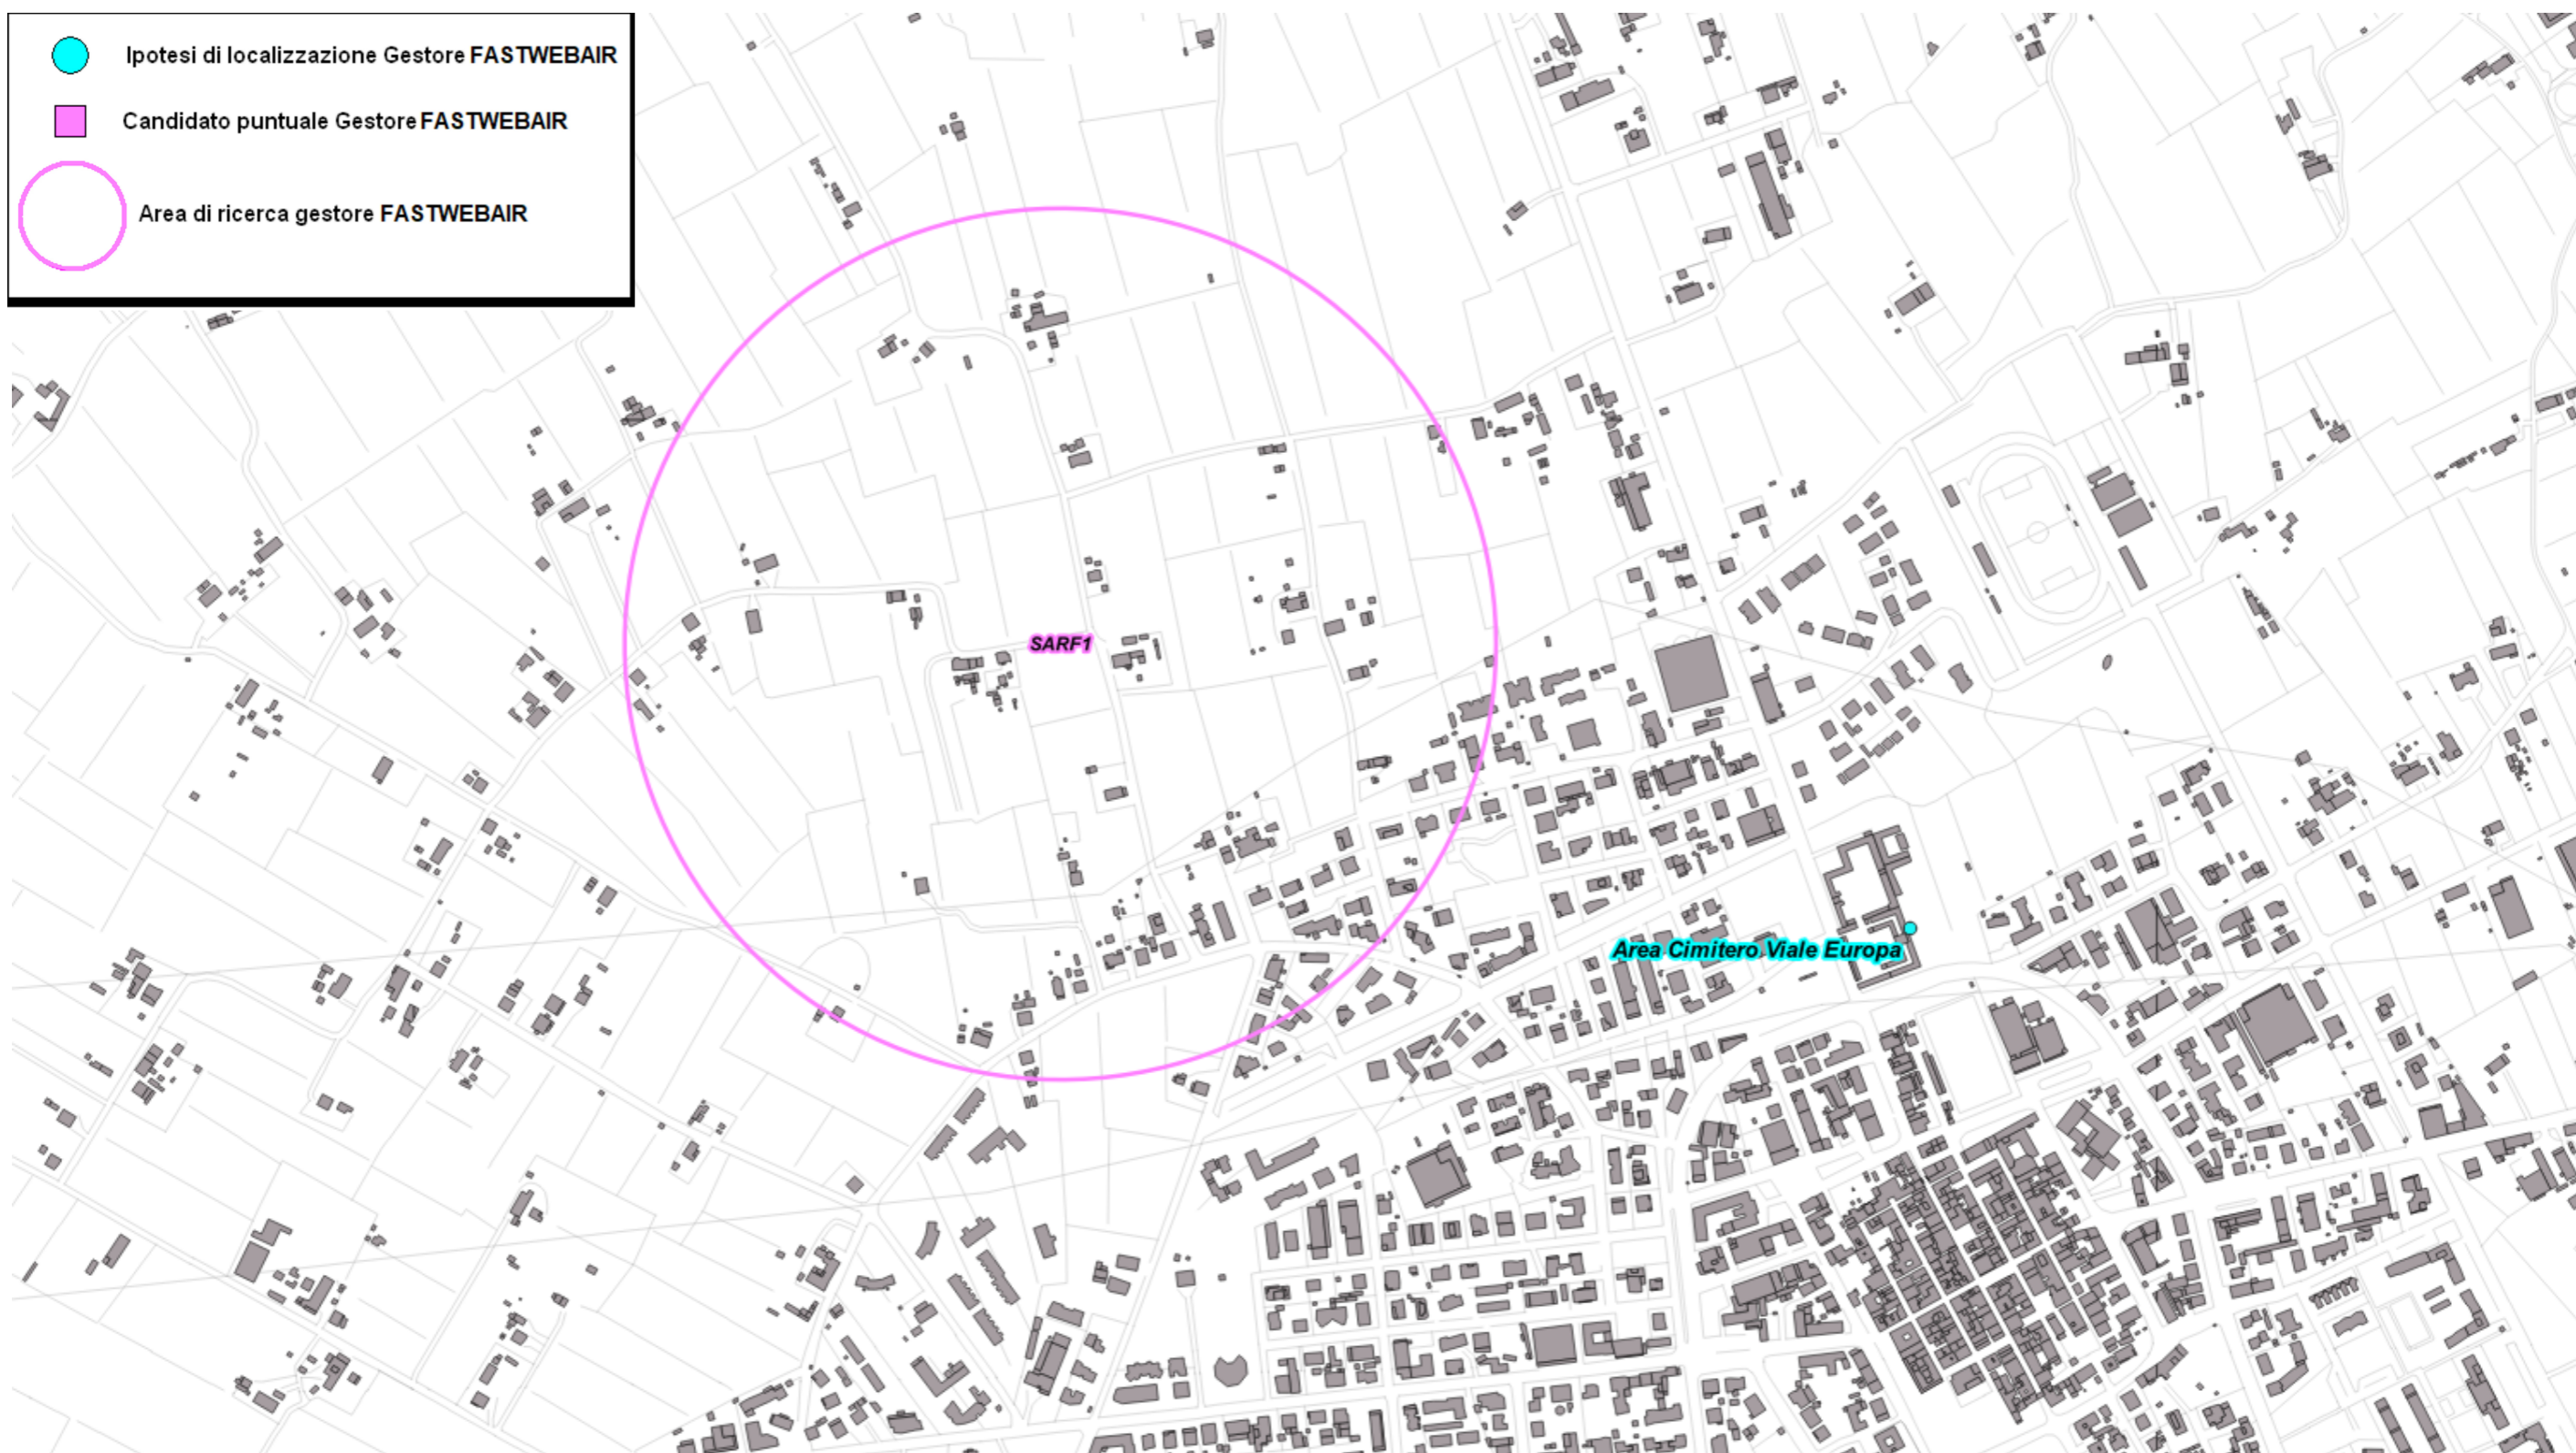 Ipotesi di localizzazione Gestore FASTWEBAIR
Candidato puntuale Gestore FASTWEBAIR
Area di ricerca gestore FASTWEBAIR
SARF1
Area Cimitero Viale Europa